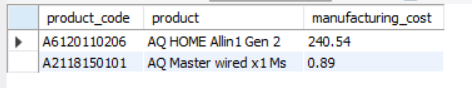 product_code product manufacturing_cost
A6120110206 AQ HOME Allin1 Gen 2 240.54
A2118150101 AQ Master wired x1 Ms 0.89